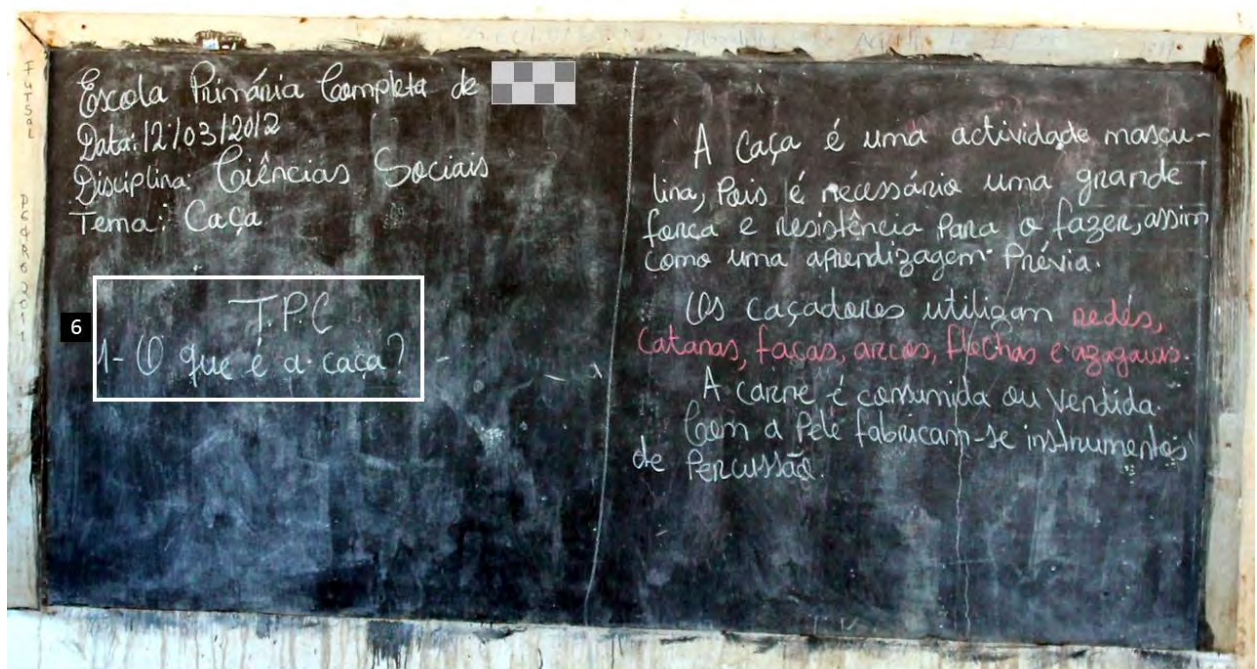 Escola Primária Completa de
Data: 12/03/2012
Disciplina: Ciências Sociais
Tema: Caça
6
T.P.C
1- O que é a caça?
A caça é uma actividade mascu-
lina, Pois é necessário uma grande
força e resistência Para o fazer, assim
como uma aprendizagem Prévia.
Os caçadores utilizam redes,
Catanas, facas, arcos, flechas e azagaias.
A carne é consumida ou vendida.
Com a Pele fabricam-se instrumentos
de Percussão.
FUTSAL